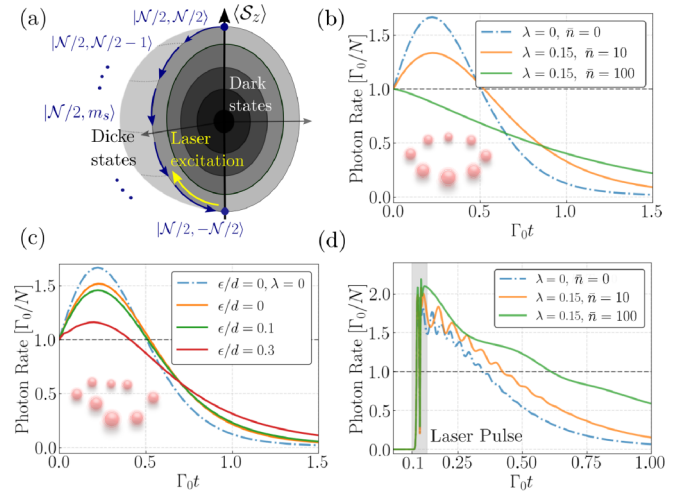 (a)
⟨S_z⟩
|𝒩/2, 𝒩/2⟩
|𝒩/2, 𝒩/2 − 1⟩
|𝒩/2, m_s⟩
Dark
states
Dicke
states
Laser
excitation
|𝒩/2, −𝒩/2⟩
(b)
Photon Rate [Γ₀/N]
1.5
1.0
0.5
0.0
λ = 0, n̄ = 0
λ = 0.15, n̄ = 10
λ = 0.15, n̄ = 100
0.0 0.5 1.0 1.5
Γ₀t
(c)
Photon Rate [Γ₀/N]
1.5
1.0
0.5
0.0
ϵ/d = 0, λ = 0
ϵ/d = 0
ϵ/d = 0.1
ϵ/d = 0.3
0.0 0.5 1.0 1.5
Γ₀t
(d)
Photon Rate [Γ₀/N]
2.0
1.5
1.0
0.5
0.0
λ = 0, n̄ = 0
λ = 0.15, n̄ = 10
λ = 0.15, n̄ = 100
Laser Pulse
0.1 0.25 0.50 0.75 1.00
Γ₀t